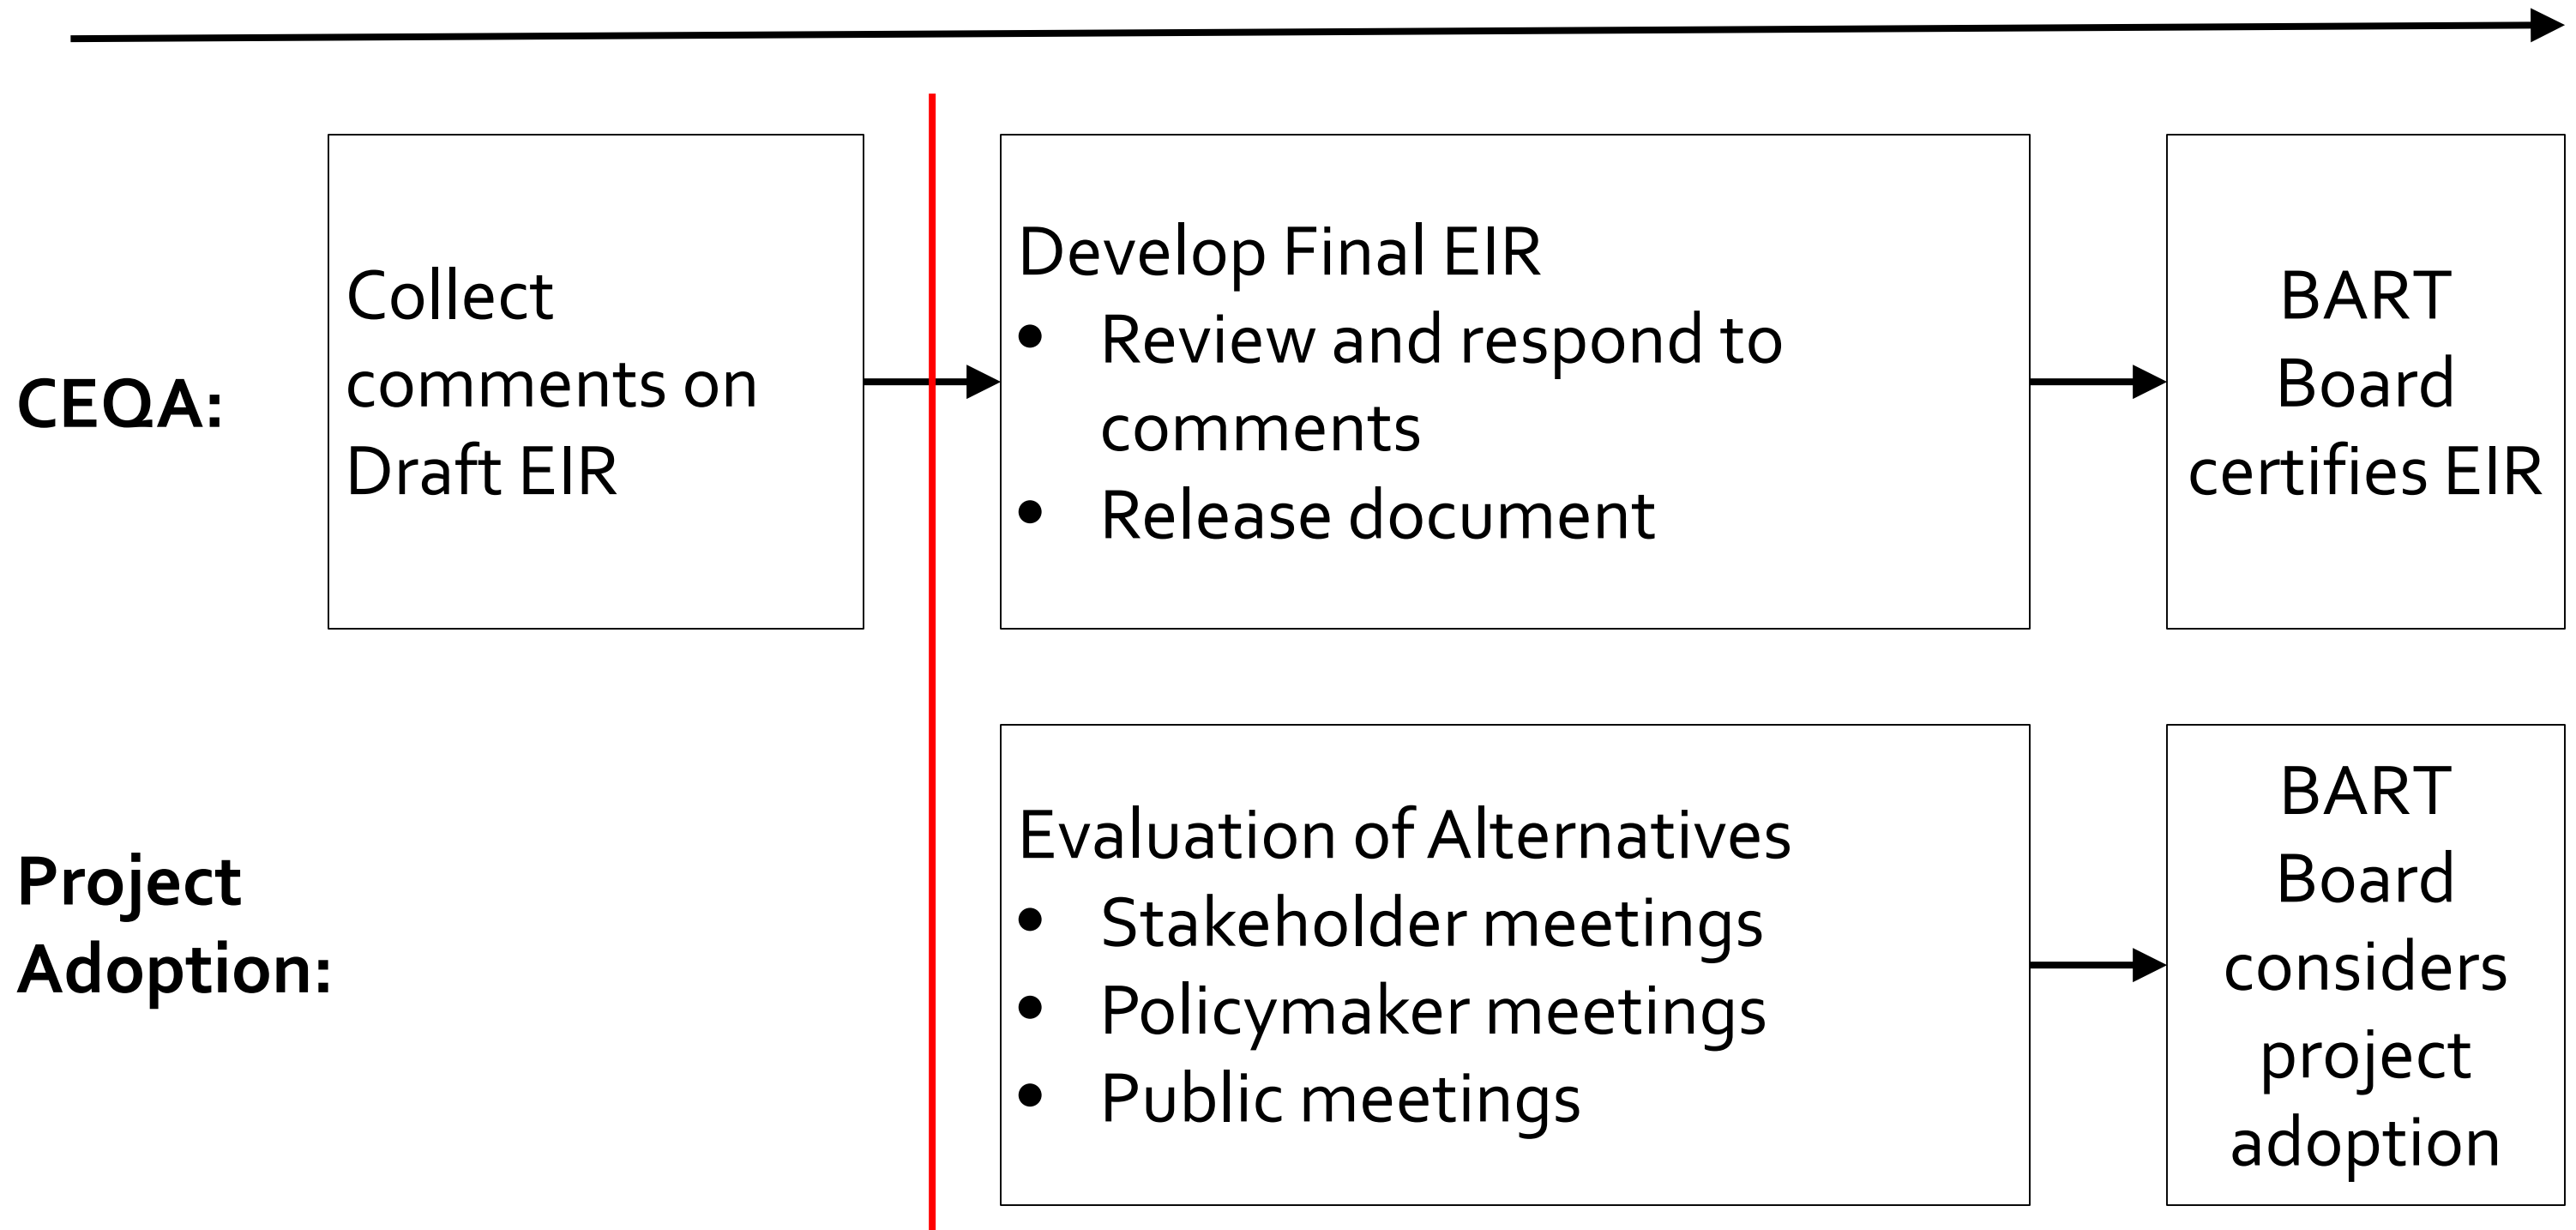 CEQA:
Collect
comments on
Draft EIR
Develop Final EIR
• Review and respond to
comments
• Release document
BART
Board
certifies EIR
Project
Adoption:
Evaluation of Alternatives
• Stakeholder meetings
• Policymaker meetings
• Public meetings
BART
Board
considers
project
adoption